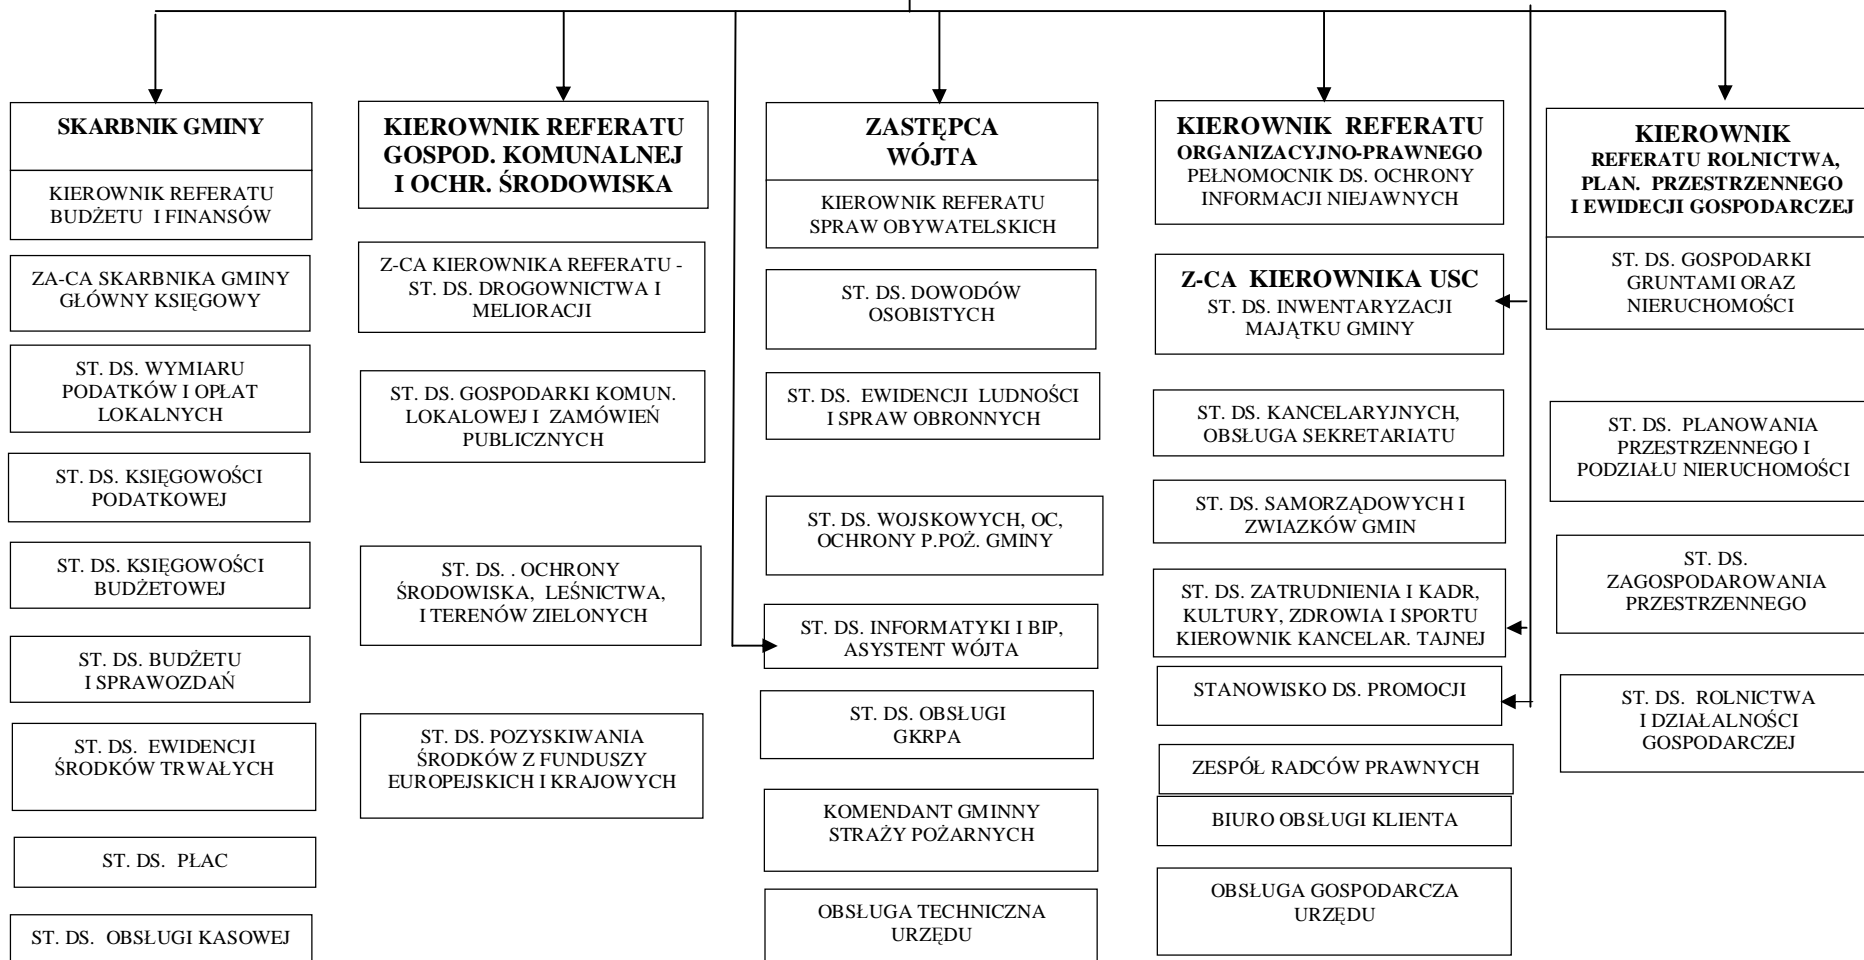 SKARBNIK GMINY
KIEROWNIK REFERATU
BUDŻETU I FINANSÓW
ZA-CA SKARBNIKA GMINY
GŁÓWNY KSIĘGOWY
ST. DS. WYMIARU
PODATKÓW I OPŁAT
LOKALNYCH
ST. DS. KSIĘGOWOŚCI
PODATKOWEJ
ST. DS. KSIĘGOWOŚCI
BUDŻETOWEJ
ST. DS. BUDŻETU
I SPRAWOZDAŃ
ST. DS. EWIDENCJI
ŚRODKÓW TRWAŁYCH
ST. DS. PŁAC
ST. DS. OBSŁUGI KASOWEJ
KIEROWNIK REFERATU
GOSPOD. KOMUNALNEJ
I OCHR. ŚRODOWISKA
Z-CA KIEROWNIKA REFERATU -
ST. DS. DROGOWNICTWA I
MELIORACJI
ST. DS. GOSPODARKI KOMUN.
LOKALOWEJ I ZAMÓWIEŃ
PUBLICZNYCH
ST. DS. . OCHRONY
ŚRODOWISKA, LEŚNICTWA,
I TERENÓW ZIELONYCH
ST. DS. POZYSKIWANIA
ŚRODKÓW Z FUNDUSZY
EUROPEJSKICH I KRAJOWYCH
ZASTĘPCA
WÓJTA
KIEROWNIK REFERATU
SPRAW OBYWATELSKICH
ST. DS. DOWODÓW
OSOBISTYCH
ST. DS. EWIDENCJI LUDNOŚCI
I SPRAW OBRONNYCH
ST. DS. WOJSKOWYCH, OC,
OCHRONY P.POŻ. GMINY
ST. DS. INFORMATYKI I BIP,
ASYSTENT WÓJTA
ST. DS. OBSŁUGI
GKRPA
KOMENDANT GMINNY
STRAŻY POŻARNYCH
OBSŁUGA TECHNICZNA
URZĘDU
KIEROWNIK REFERATU
ORGANIZACYJNO-PRAWNEGO
PEŁNOMOCNIK DS. OCHRONY
INFORMACJI NIEJAWNYCH
Z-CA KIEROWNIKA USC
ST. DS. INWENTARYZACJI
MAJĄTKU GMINY
ST. DS. KANCELARYJNYCH,
OBSŁUGA SEKRETARIATU
ST. DS. SAMORZĄDOWYCH I
ZWIAZKÓW GMIN
ST. DS. ZATRUDNIENIA I KADR,
KULTURY, ZDROWIA I SPORTU
KIEROWNIK KANCELAR. TAJNEJ
STANOWISKO DS. PROMOCJI
ZESPÓŁ RADCÓW PRAWNYCH
BIURO OBSŁUGI KLIENTA
OBSŁUGA GOSPODARCZA
URZĘDU
KIEROWNIK
REFERATU ROLNICTWA,
PLAN. PRZESTRZENNEGO
I EWIDECJI GOSPODARCZEJ
ST. DS. GOSPODARKI
GRUNTAMI ORAZ
NIERUCHOMOŚCI
ST. DS. PLANOWANIA
PRZESTRZENNEGO I
PODZIAŁU NIERUCHOMOŚCI
ST. DS.
ZAGOSPODAROWANIA
PRZESTRZENNEGO
ST. DS. ROLNICTWA
I DZIAŁALNOŚCI
GOSPODARCZEJ